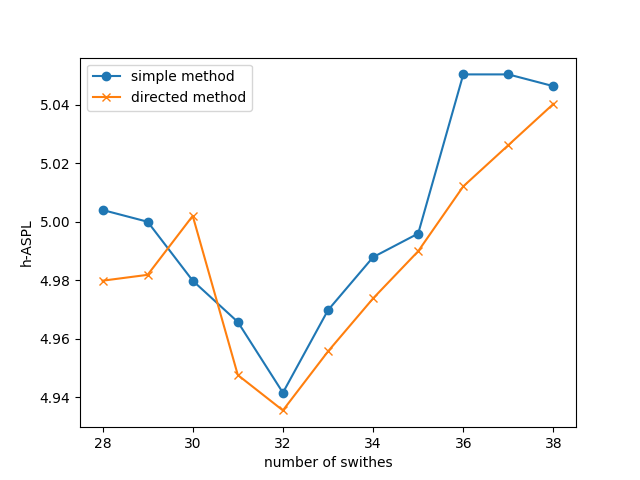 simple method
directed method
5.04
5.02
5.00
4.98
4.96
4.94
h-ASPL
28 30 32 34 36 38
number of swithes